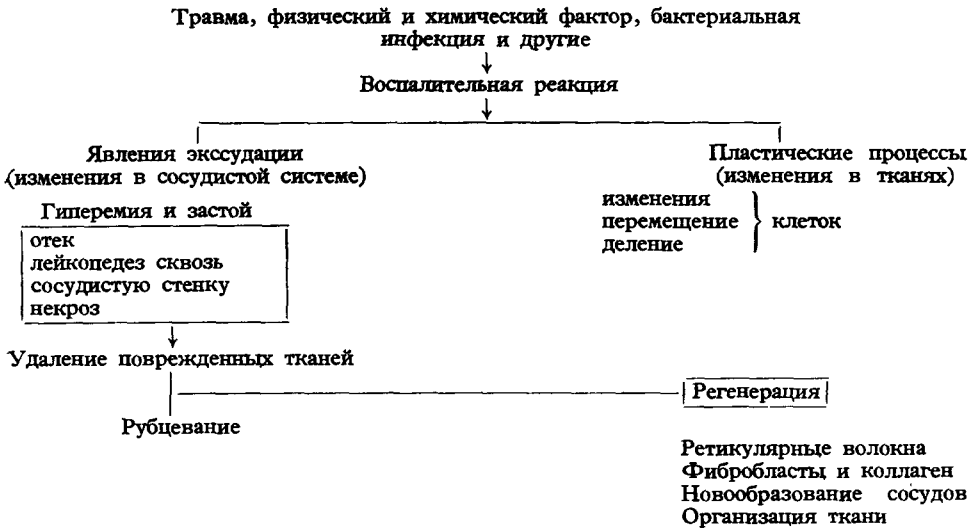 Травма, физический и химический фактор, бактериальная
инфекция и другие
Воспалительная реакция
Явления экссудации
(изменения в сосудистой системе)
Гиперемия и застой
отек
лейкопедез сквозь
сосудистую стенку
некроз
Пластические процессы
(изменения в тканях)
изменения
перемещение
деление
клеток
Удаление поврежденных тканей
Регенерация
Рубцевание
Ретикулярные волокна
Фибробласты и коллаген
Новообразование сосудов
Организация ткани